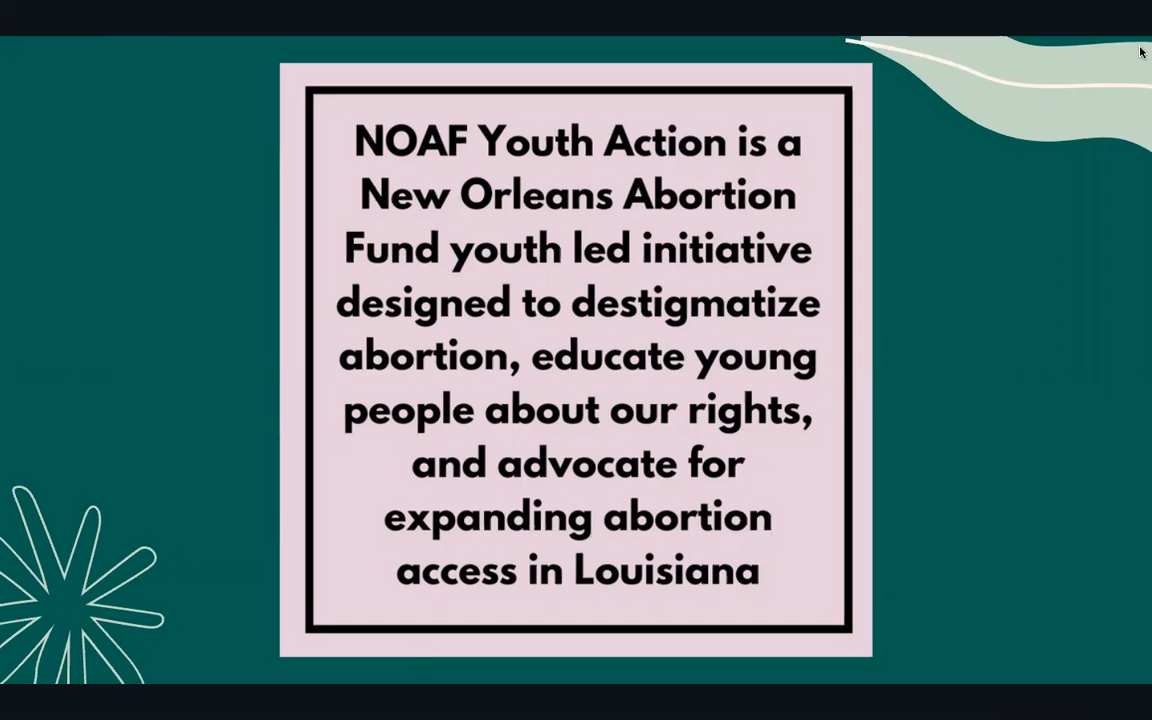 NOAF Youth Action is a
New Orleans Abortion
Fund youth led initiative
designed to destigmatize
abortion, educate young
people about our rights,
and advocate for
expanding abortion
access in Louisiana